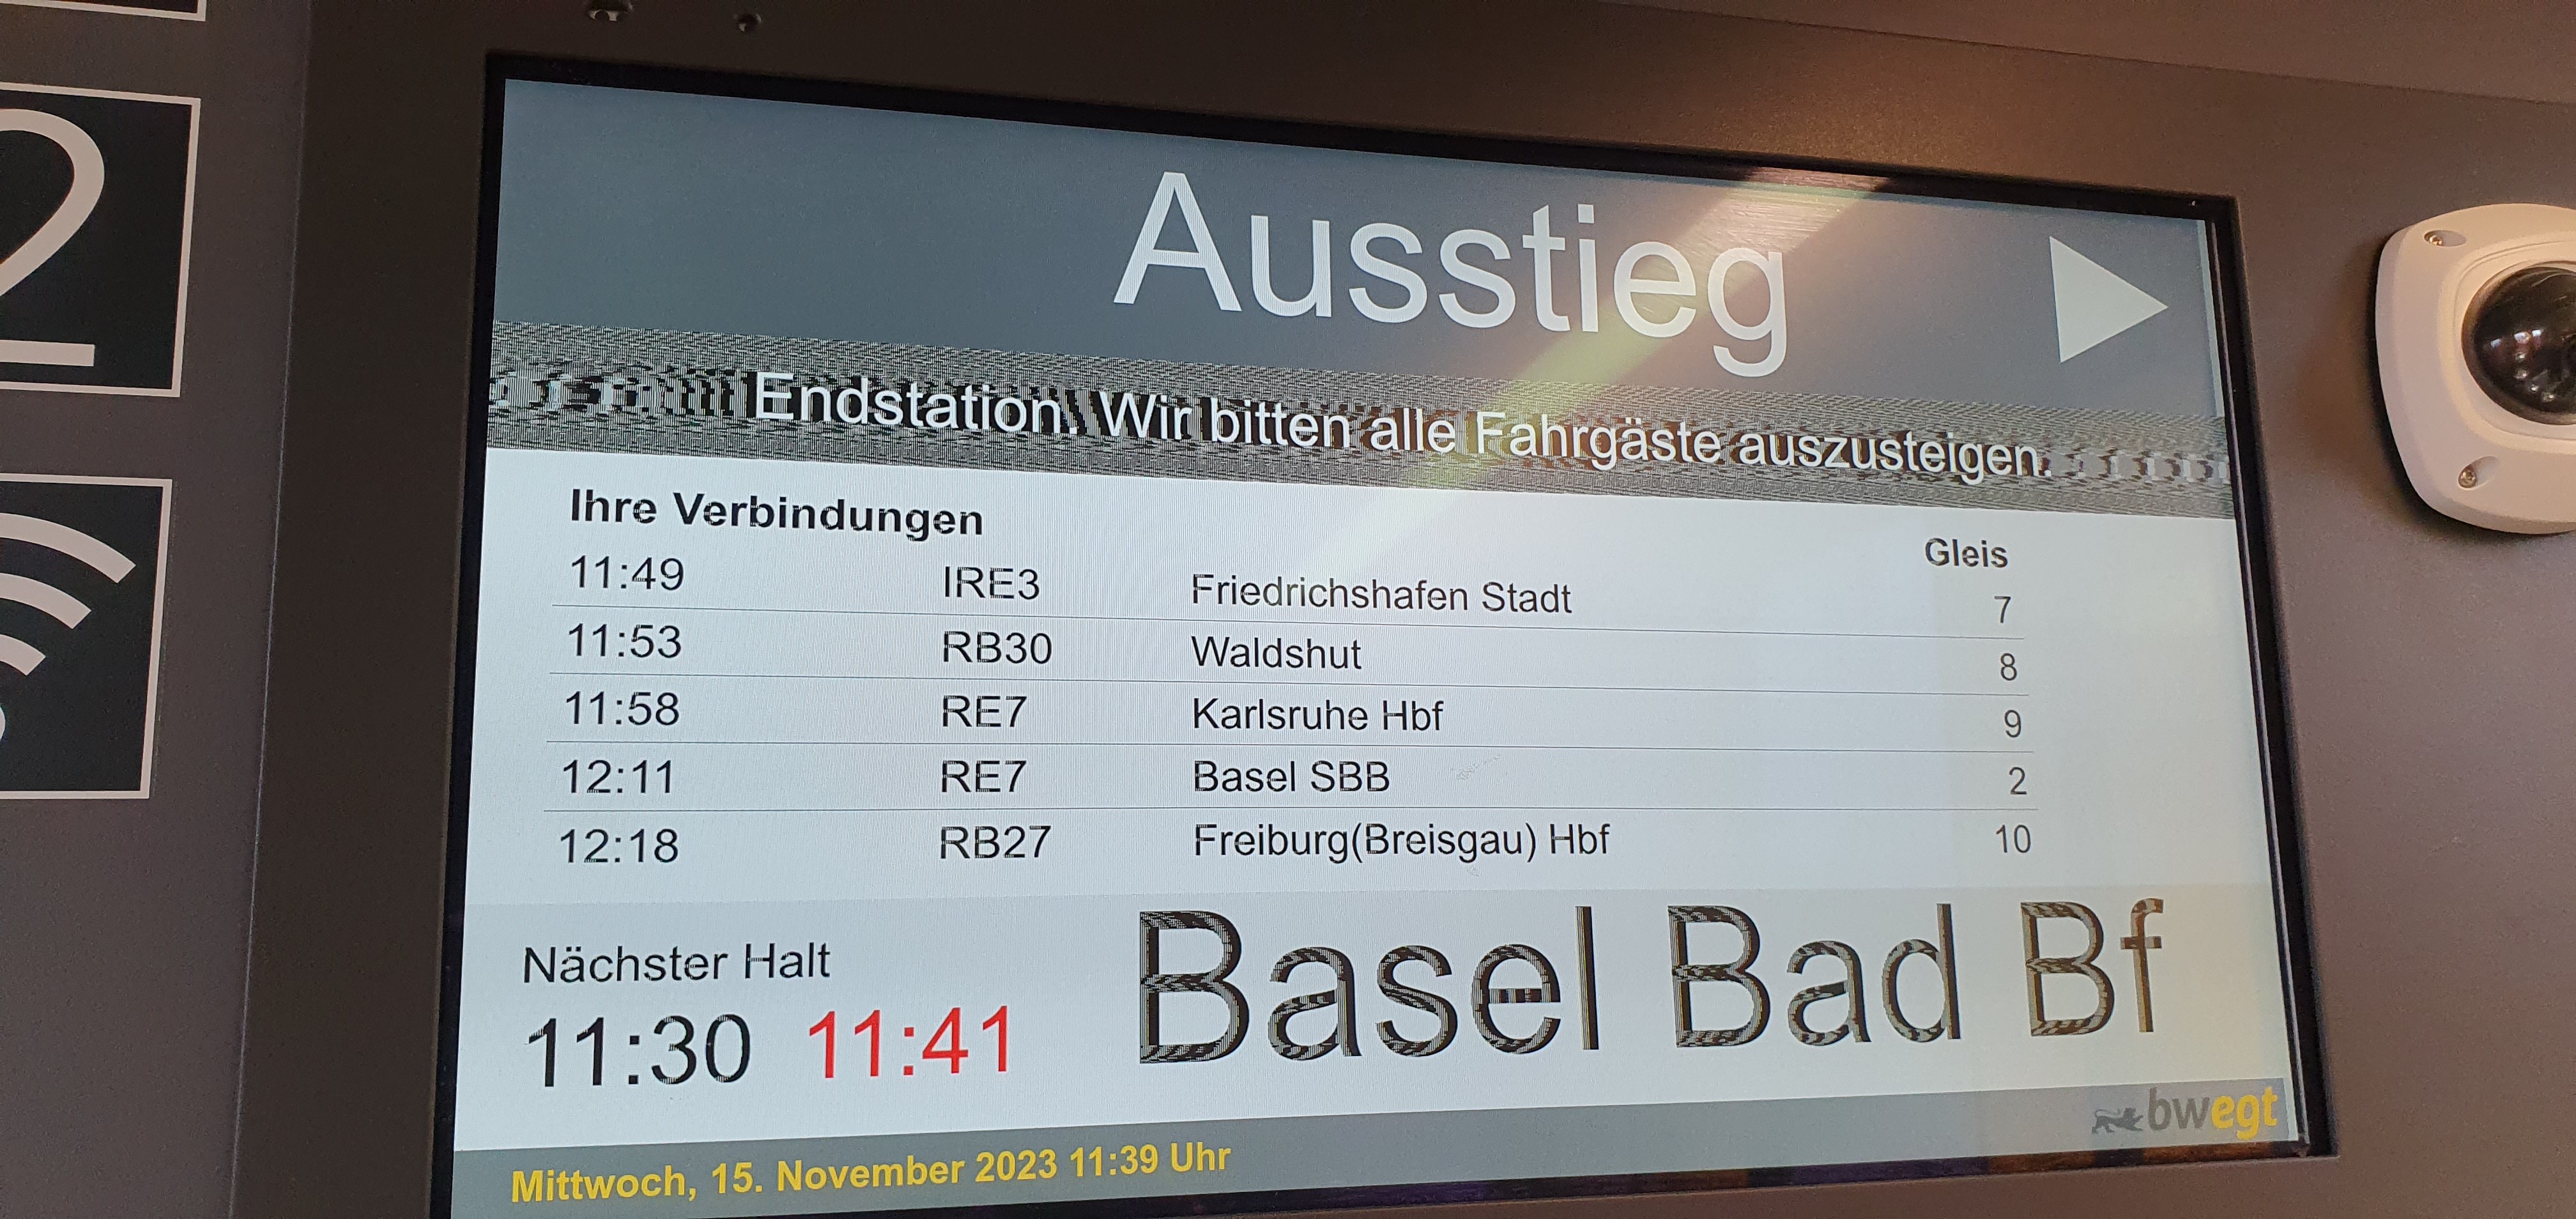 2
Ausstieg
Endstation. Wir bitten alle Fahrgäste auszusteigen.
Ihre Verbindungen Gleis
11:49 IRE3 Friedrichshafen Stadt 7
11:53 RB30 Waldshut 8
11:58 RE7 Karlsruhe Hbf 9
12:11 RE7 Basel SBB 2
12:18 RB27 Freiburg(Breisgau) Hbf 10
Nächster Halt
11:30 11:41 Basel Bad Bf
bwegt
Mittwoch, 15. November 2023 11:39 Uhr